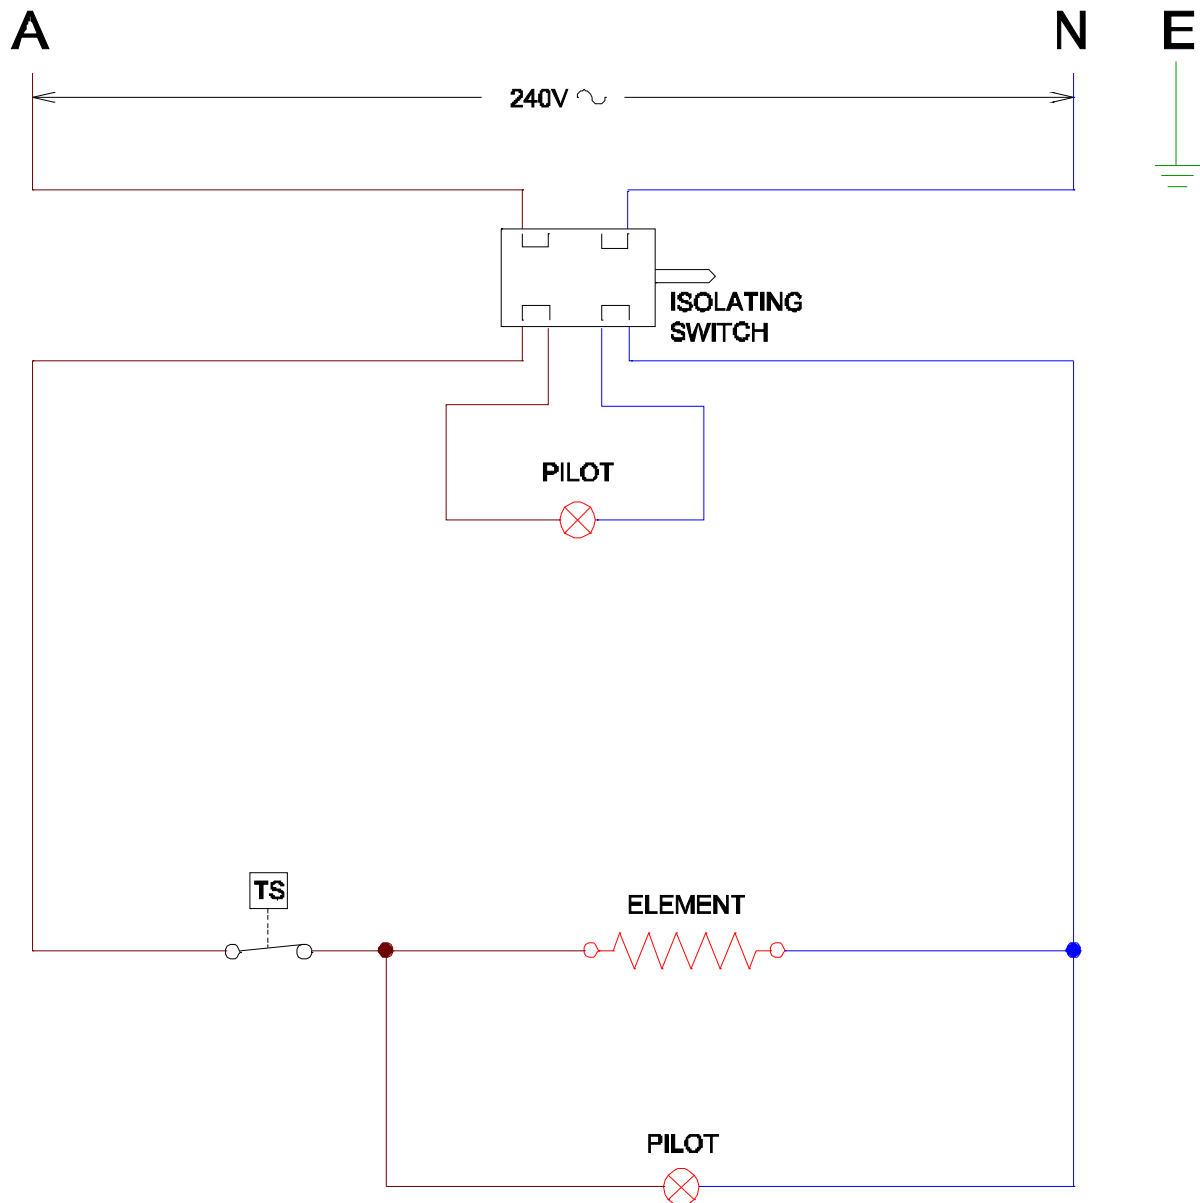 A N E
240V
ISOLATING
SWITCH
PILOT
TS
ELEMENT
PILOT